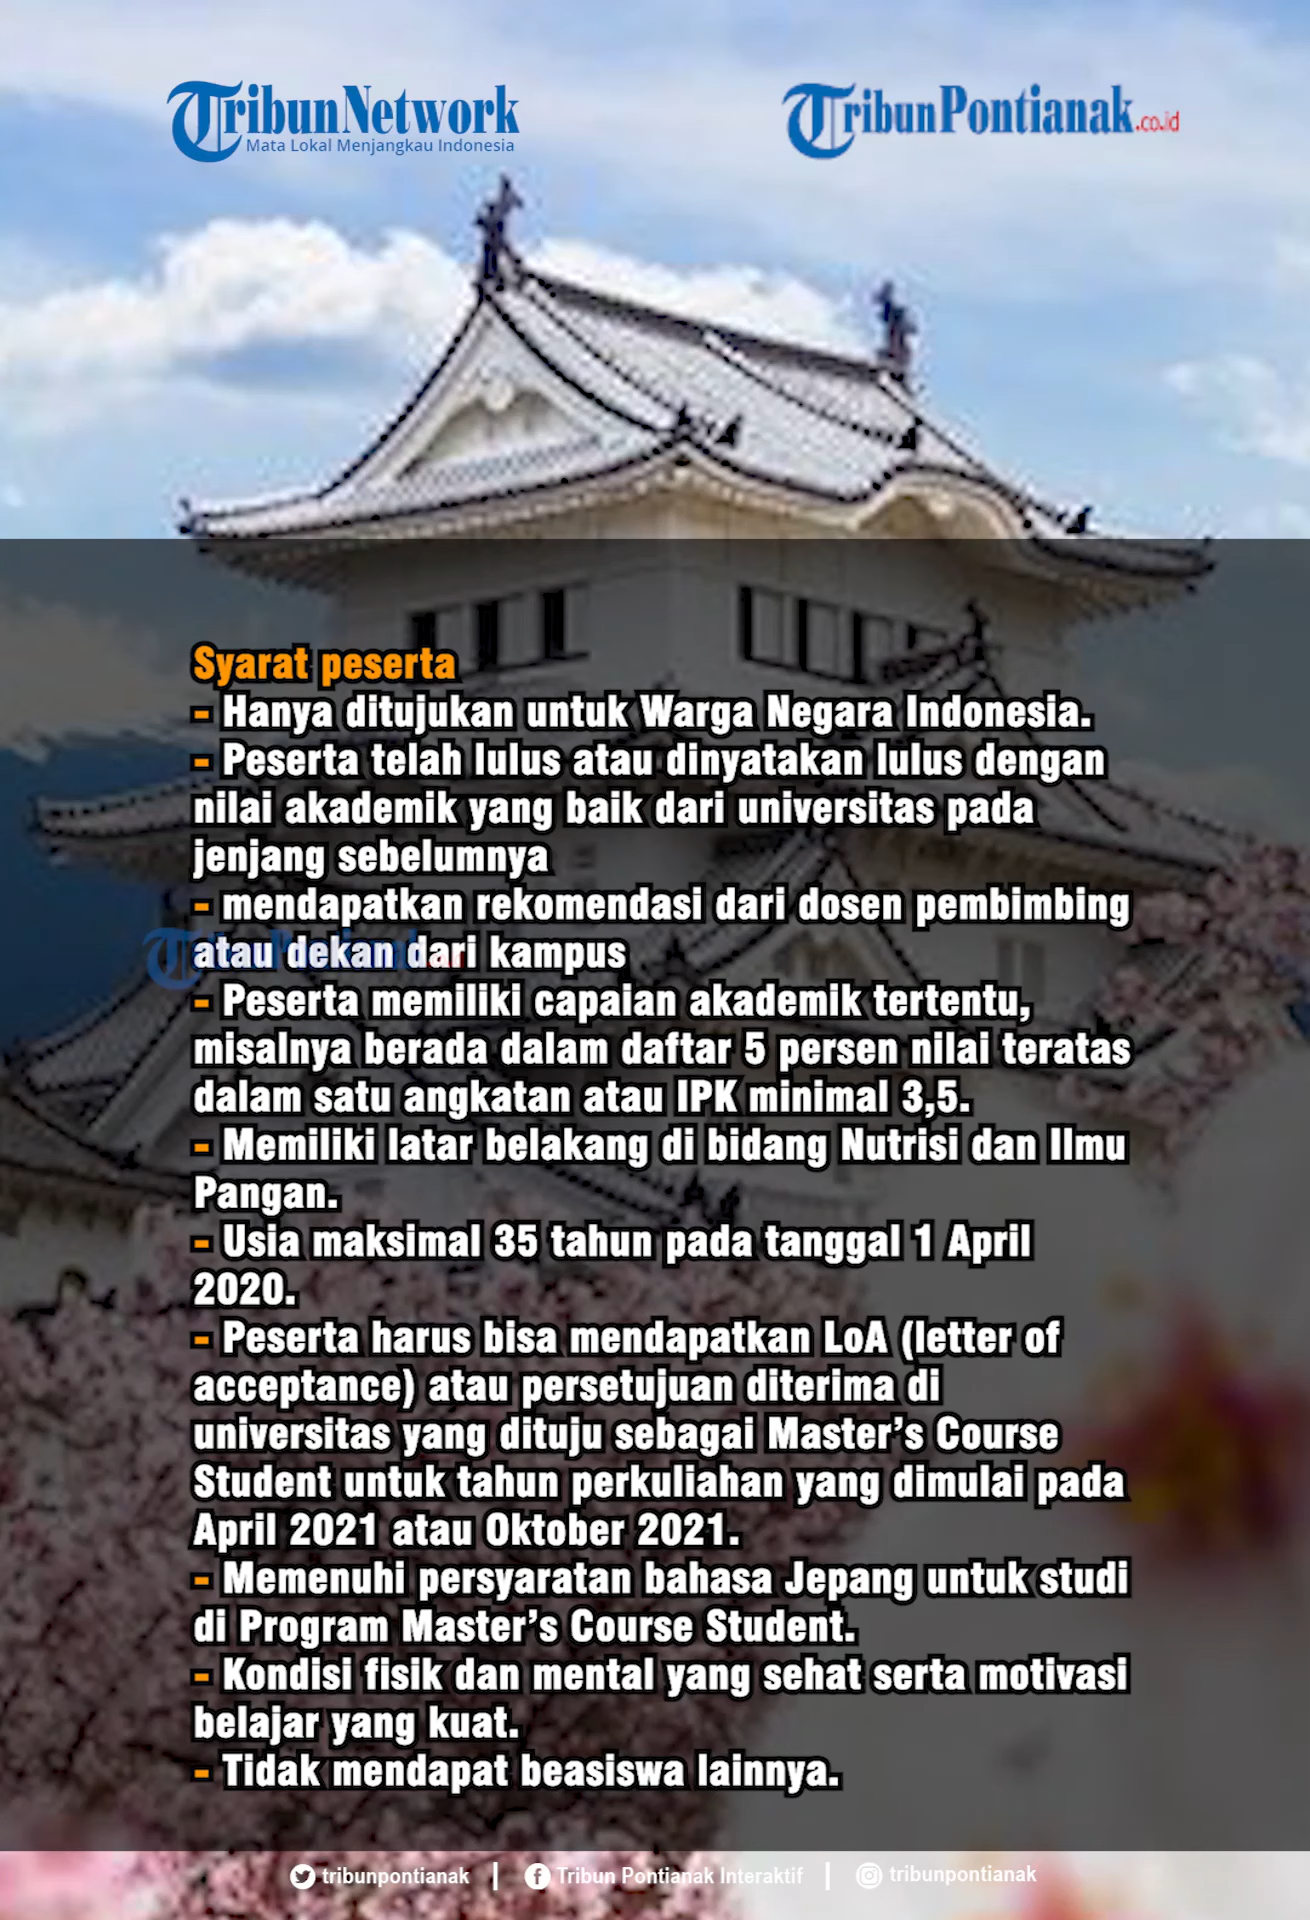 TribunNetwork
Mata Lokal Menjangkau Indonesia
TribunPontianak.co.id
Syarat peserta
- Hanya ditujukan untuk Warga Negara Indonesia.
- Peserta telah lulus atau dinyatakan lulus dengan
nilai akademik yang baik dari universitas pada
jenjang sebelumnya
- mendapatkan rekomendasi dari dosen pembimbing
atau dekan dari kampus
- Peserta memiliki capaian akademik tertentu,
misalnya berada dalam daftar 5 persen nilai teratas
dalam satu angkatan atau IPK minimal 3,5.
- Memiliki latar belakang di bidang Nutrisi dan Ilmu
Pangan.
- Usia maksimal 35 tahun pada tanggal 1 April
2020.
- Peserta harus bisa mendapatkan LoA (letter of
acceptance) atau persetujuan diterima di
universitas yang dituju sebagai Master’s Course
Student untuk tahun perkuliahan yang dimulai pada
April 2021 atau Oktober 2021.
- Memenuhi persyaratan bahasa Jepang untuk studi
di Program Master’s Course Student.
- Kondisi fisik dan mental yang sehat serta motivasi
belajar yang kuat.
- Tidak mendapat beasiswa lainnya.
tribunpontianak | Tribun Pontianak Interaktif | tribunpontianak